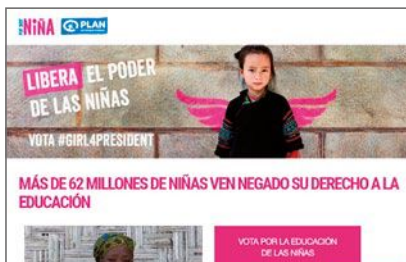 NiÑA PLAN
LIBERA EL PODER
DE LAS NIÑAS
VOTA #GIRL4PRESIDENT
MÁS DE 62 MILLONES DE NIÑAS VEN NEGADO SU DERECHO A LA
EDUCACIÓN
VOTA POR LA EDUCACIÓN
DE LAS NIÑAS